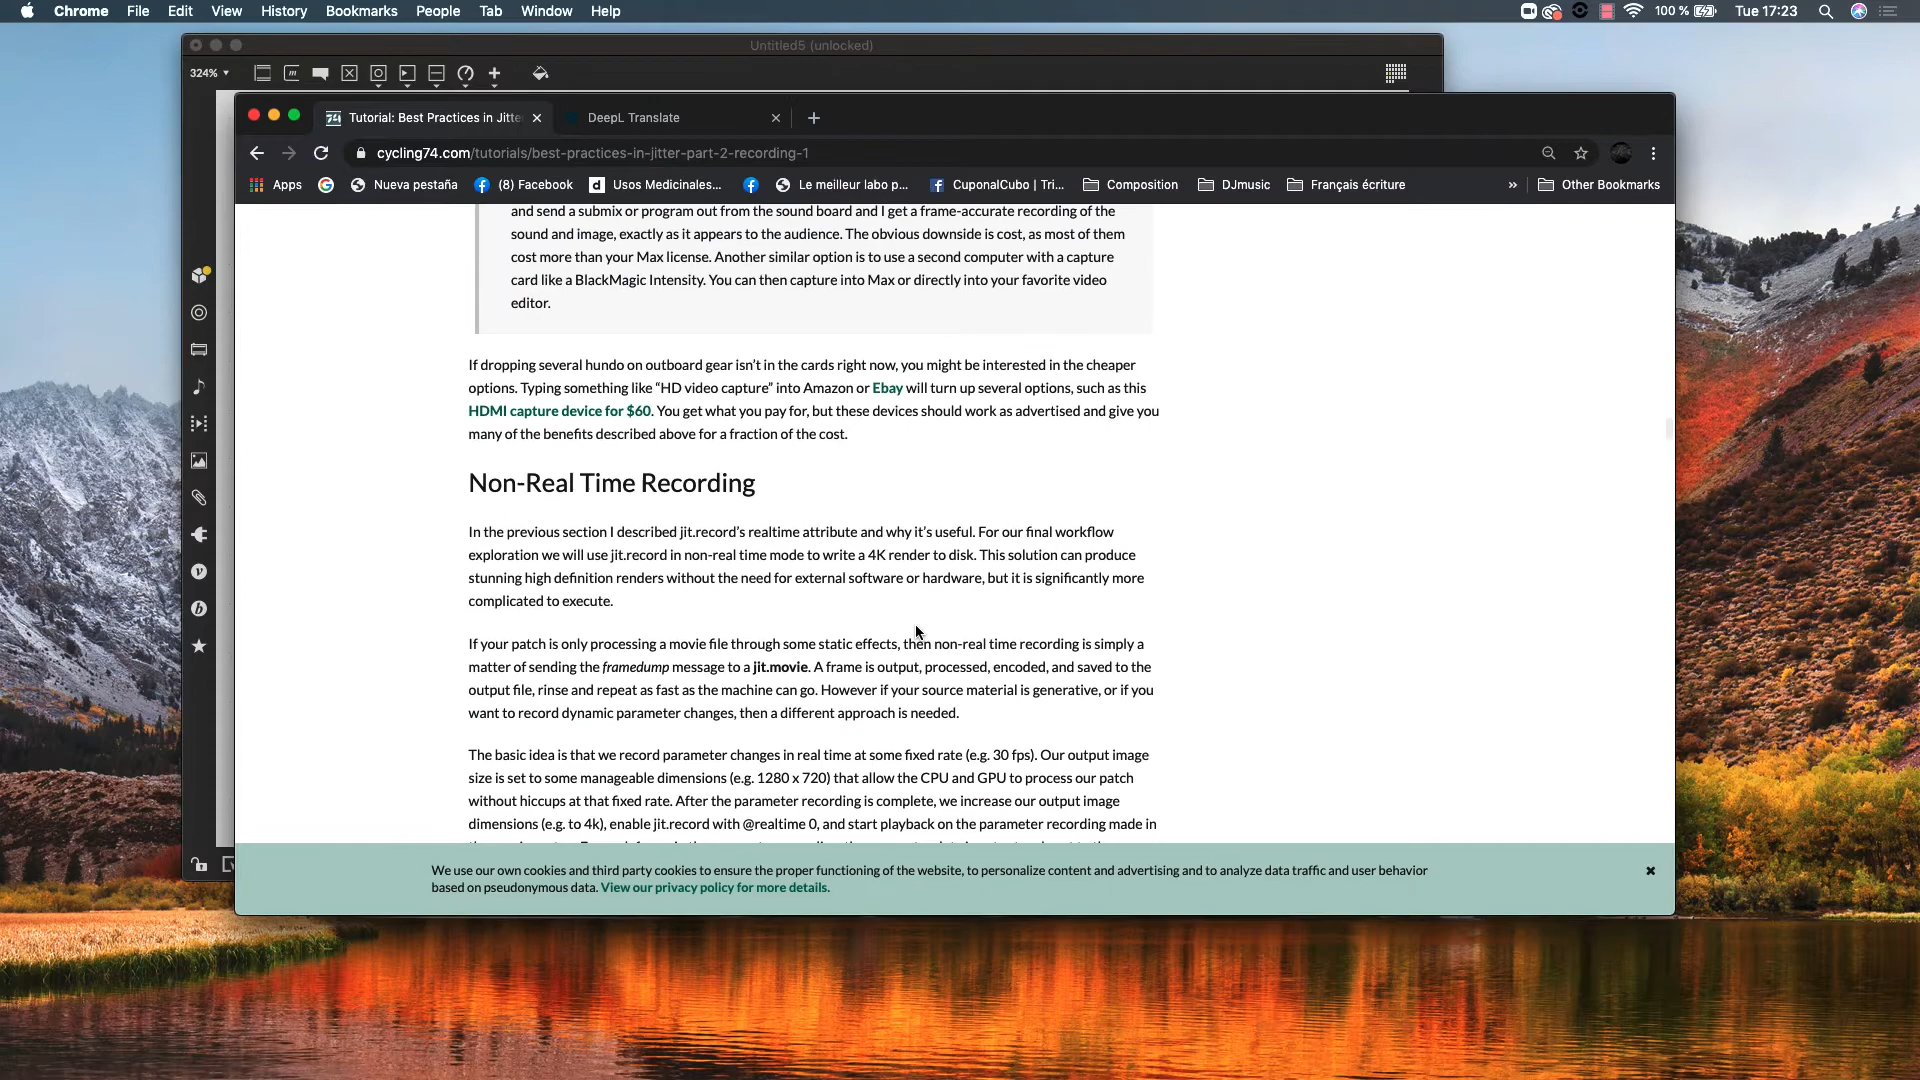 Chrome File Edit View History Bookmarks People Tab Window Help 100 % Tue 17:23
Untitled5 (unlocked)
324%
Tutorial: Best Practices in Jitte
DeepL Translate
cycling74.com/tutorials/best-practices-in-jitter-part-2-recording-1
Apps Nueva pestaña (8) Facebook Usos Medicinales... Le meilleur labo p... CuponalCubo | Tri... Composition DJmusic Français écriture » Other Bookmarks
and send a submix or program out from the sound board and I get a frame-accurate recording of the
sound and image, exactly as it appears to the audience. The obvious downside is cost, as most of them
cost more than your Max license. Another similar option is to use a second computer with a capture
card like a BlackMagic Intensity. You can then capture into Max or directly into your favorite video
editor.
If dropping several hundo on outboard gear isn’t in the cards right now, you might be interested in the cheaper
options. Typing something like “HD video capture” into Amazon or Ebay will turn up several options, such as this
HDMI capture device for $60. You get what you pay for, but these devices should work as advertised and give you
many of the benefits described above for a fraction of the cost.
Non-Real Time Recording
In the previous section I described jit.record’s realtime attribute and why it’s useful. For our final workflow
exploration we will use jit.record in non-real time mode to write a 4K render to disk. This solution can produce
stunning high definition renders without the need for external software or hardware, but it is significantly more
complicated to execute.
If your patch is only processing a movie file through some static effects, then non-real time recording is simply a
matter of sending the framedump message to a jit.movie. A frame is output, processed, encoded, and saved to the
output file, rinse and repeat as fast as the machine can go. However if your source material is generative, or if you
want to record dynamic parameter changes, then a different approach is needed.
The basic idea is that we record parameter changes in real time at some fixed rate (e.g. 30 fps). Our output image
size is set to some manageable dimensions (e.g. 1280 x 720) that allow the CPU and GPU to process our patch
without hiccups at that fixed rate. After the parameter recording is complete, we increase our output image
dimensions (e.g. to 4k), enable jit.record with @realtime 0, and start playback on the parameter recording made in
We use our own cookies and third party cookies to ensure the proper functioning of the website, to personalize content and advertising and to analyze data traffic and user behavior
based on pseudonymous data. View our privacy policy for more details.